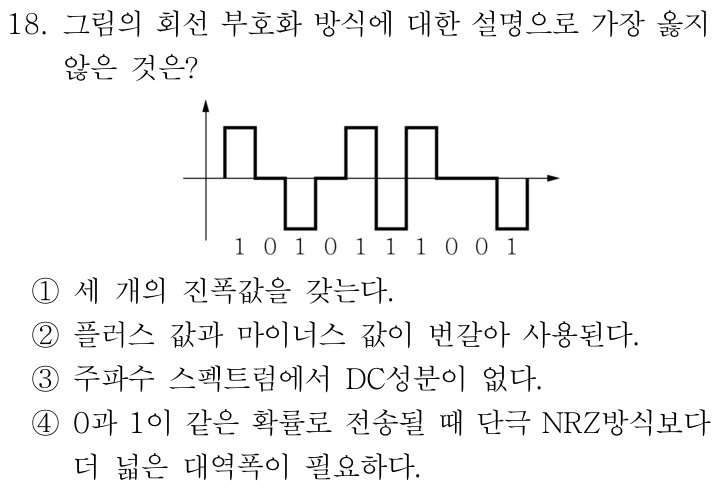 18. 그림의 회선 부호화 방식에 대한 설명으로 가장 옳지
않은 것은?
1 0 1 0 1 1 1 0 0 1
① 세 개의 진폭값을 갖는다.
② 플러스 값과 마이너스 값이 번갈아 사용된다.
③ 주파수 스펙트럼에서 DC성분이 없다.
④ 0과 1이 같은 확률로 전송될 때 단극 NRZ방식보다
더 넓은 대역폭이 필요하다.